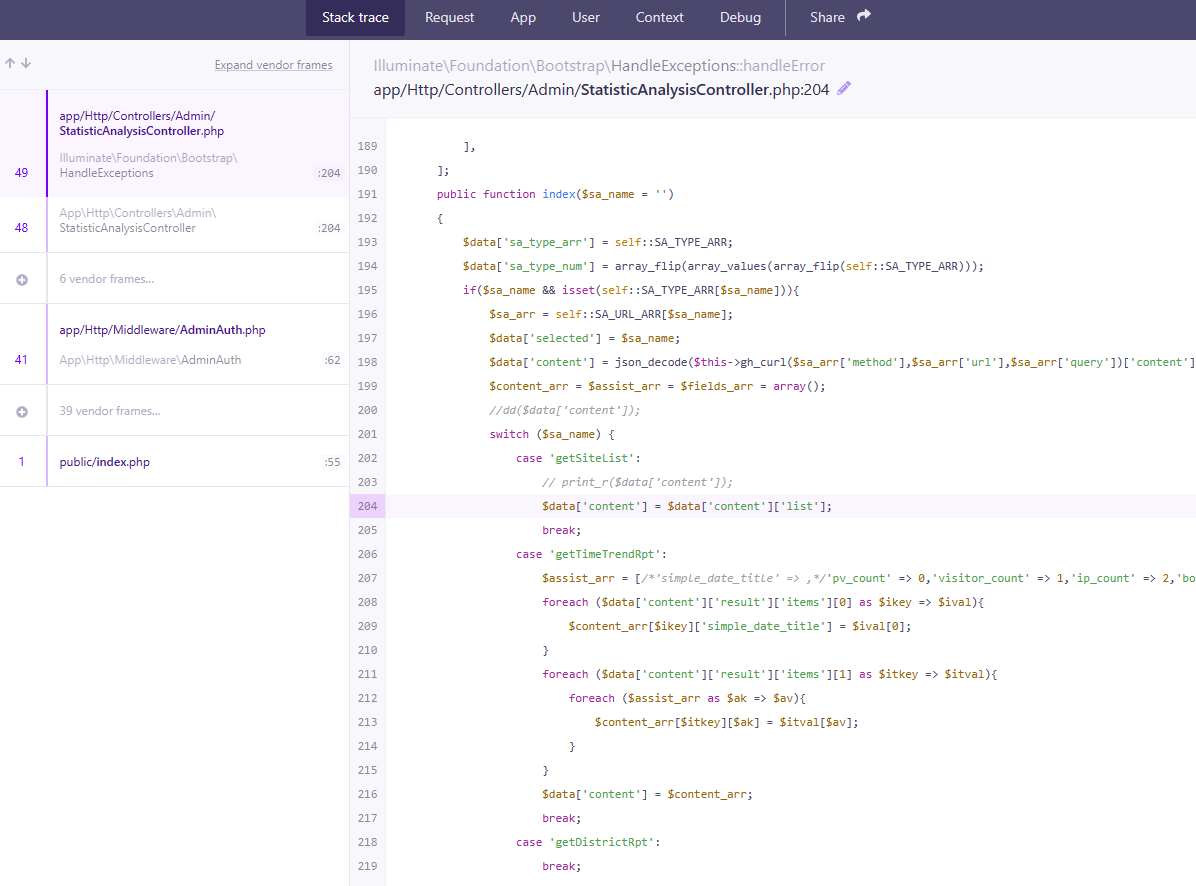 Stack trace Request App User Context Debug Share
Expand vendor frames
app/Http/Controllers/Admin/
StatisticAnalysisController.php
Illuminate\Foundation\Bootstrap\
49 HandleExceptions :204
App\Http\Controllers\Admin\
48 StatisticAnalysisController :204
6 vendor frames...
app/Http/Middleware/AdminAuth.php
41 App\Http\Middleware\AdminAuth :62
39 vendor frames...
1 public/index.php :55
Illuminate\Foundation\Bootstrap\HandleExceptions::handleError
app/Http/Controllers/Admin/StatisticAnalysisController.php:204
189 ],
190 ];
191 public function index($sa_name = '')
192 {
193 $data['sa_type_arr'] = self::SA_TYPE_ARR;
194 $data['sa_type_num'] = array_flip(array_values(array_flip(self::SA_TYPE_ARR)));
195 if($sa_name && isset(self::SA_TYPE_ARR[$sa_name])){
196 $sa_arr = self::SA_URL_ARR[$sa_name];
197 $data['selected'] = $sa_name;
198 $data['content'] = json_decode($this->gh_curl($sa_arr['method'],$sa_arr['url'],$sa_arr['query'])['content']
199 $content_arr = $assist_arr = $fields_arr = array();
200 //dd($data['content']);
201 switch ($sa_name) {
202 case 'getSiteList':
203 // print_r($data['content']);
204 $data['content'] = $data['content']['list'];
205 break;
206 case 'getTimeTrendRpt':
207 $assist_arr = [/*'simple_date_title' => ,*/'pv_count' => 0,'visitor_count' => 1,'ip_count' => 2,'bo
208 foreach ($data['content']['result']['items'][0] as $ikey => $ival){
209 $content_arr[$ikey]['simple_date_title'] = $ival[0];
210 }
211 foreach ($data['content']['result']['items'][1] as $itkey => $itval){
212 foreach ($assist_arr as $ak => $av){
213 $content_arr[$itkey][$ak] = $itval[$av];
214 }
215 }
216 $data['content'] = $content_arr;
217 break;
218 case 'getDistrictRpt':
219 break;